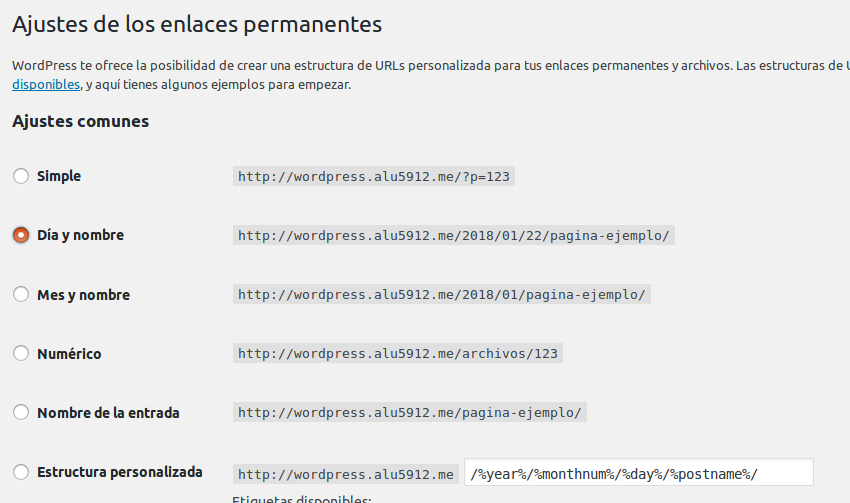 Ajustes de los enlaces permanentes
WordPress te ofrece la posibilidad de crear una estructura de URLs personalizada para tus enlaces permanentes y archivos. Las estructuras de
disponibles, y aquí tienes algunos ejemplos para empezar.
Ajustes comunes
Simple http://wordpress.alu5912.me/?p=123
Día y nombre http://wordpress.alu5912.me/2018/01/22/pagina-ejemplo/
Mes y nombre http://wordpress.alu5912.me/2018/01/pagina-ejemplo/
Numérico http://wordpress.alu5912.me/archivos/123
Nombre de la entrada http://wordpress.alu5912.me/pagina-ejemplo/
Estructura personalizada http://wordpress.alu5912.me /%year%/%monthnum%/%day%/%postname%/
Etiquetas disponibles: